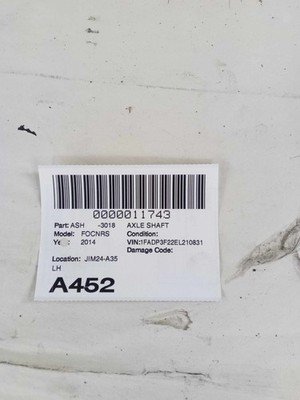 0000011743
Part: ASH -3018 AXLE SHAFT
Model: FOCNRS Condition:
2014 VIN:1FADP3F22EL210831
Damage Code:
Location: JIM24-A35
LH
A452